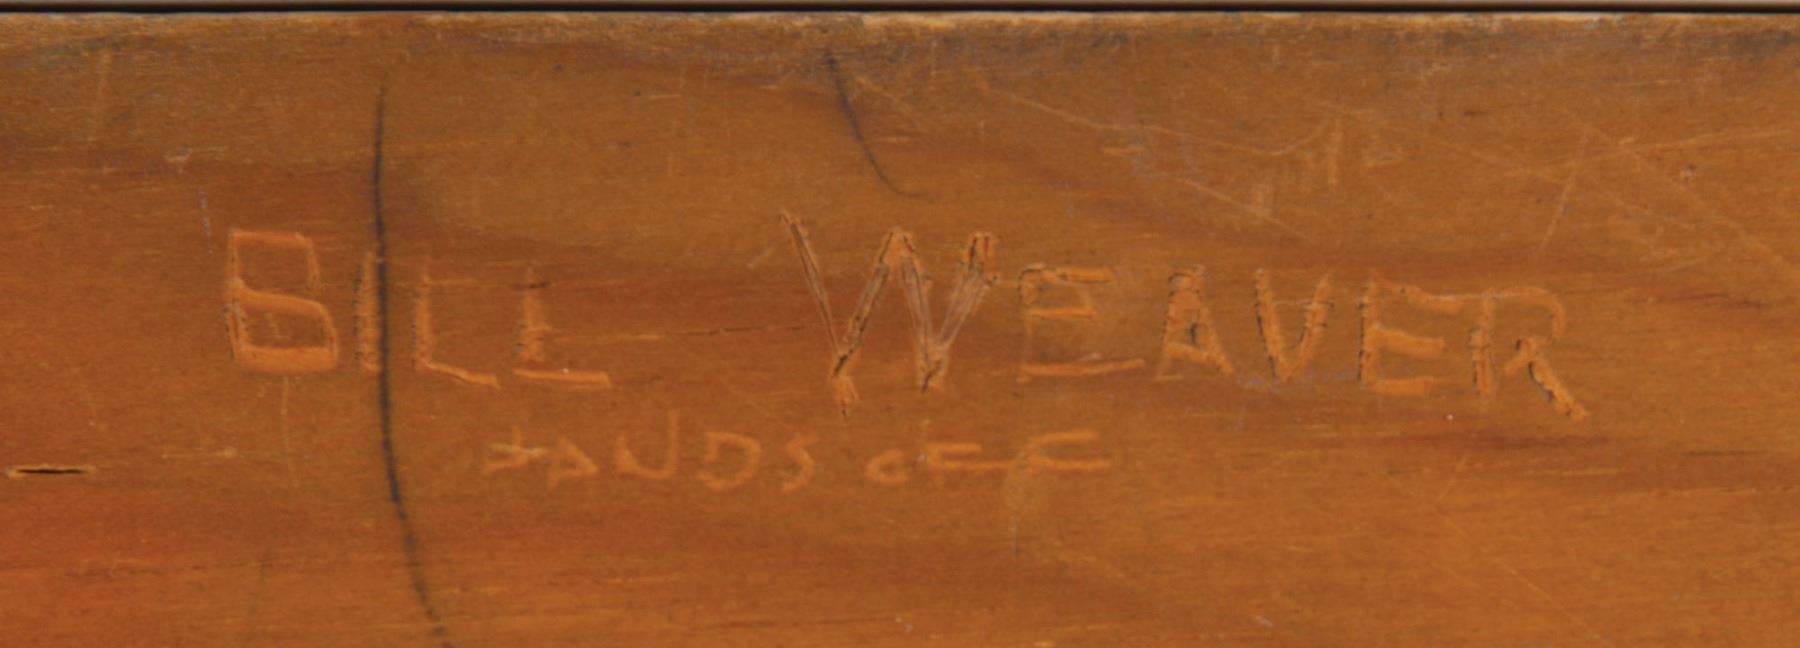 BILL WEAVER
HANDS OFF